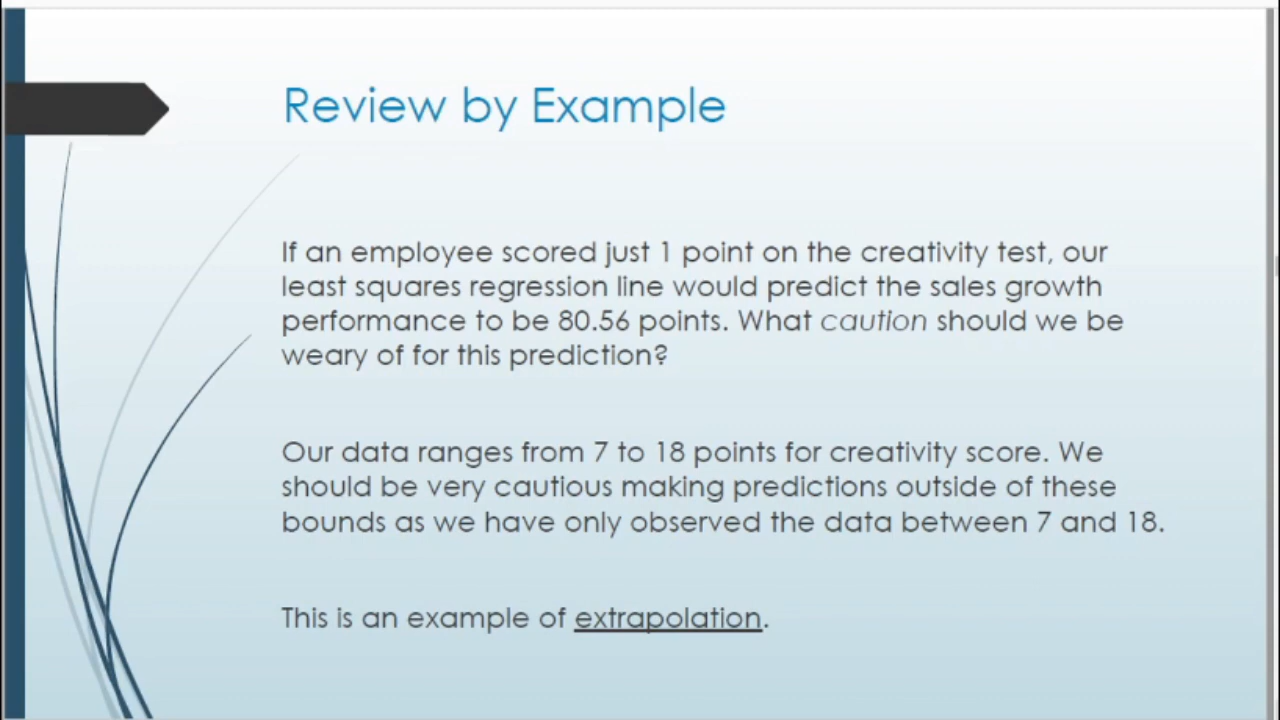 Review by Example
If an employee scored just 1 point on the creativity test, our
least squares regression line would predict the sales growth
performance to be 80.56 points. What caution should we be
weary of for this prediction?
Our data ranges from 7 to 18 points for creativity score. We
should be very cautious making predictions outside of these
bounds as we have only observed the data between 7 and 18.
This is an example of extrapolation.